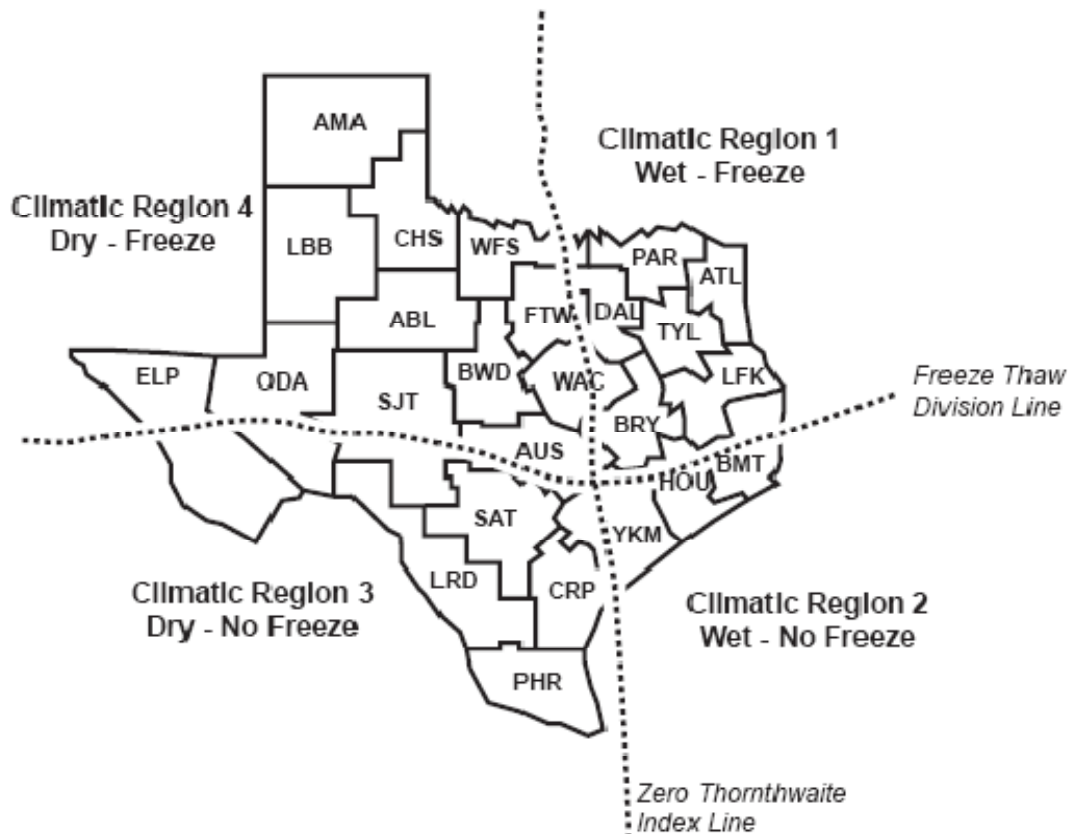 AMA
Climatic Region 1
Wet - Freeze
Climatic Region 4
Dry - Freeze
LBB
CHS
WFS
PAR
ATL
ABL
FTW
DAL
TYL
ELP
ODA
SJT
BWD
WAC
LFK
Freeze Thaw
Division Line
BRY
AUS
BMT
HOU
SAT
YKM
LRD
CRP
Climatic Region 3
Dry - No Freeze
Climatic Region 2
Wet - No Freeze
PHR
Zero Thornthwaite
Index Line